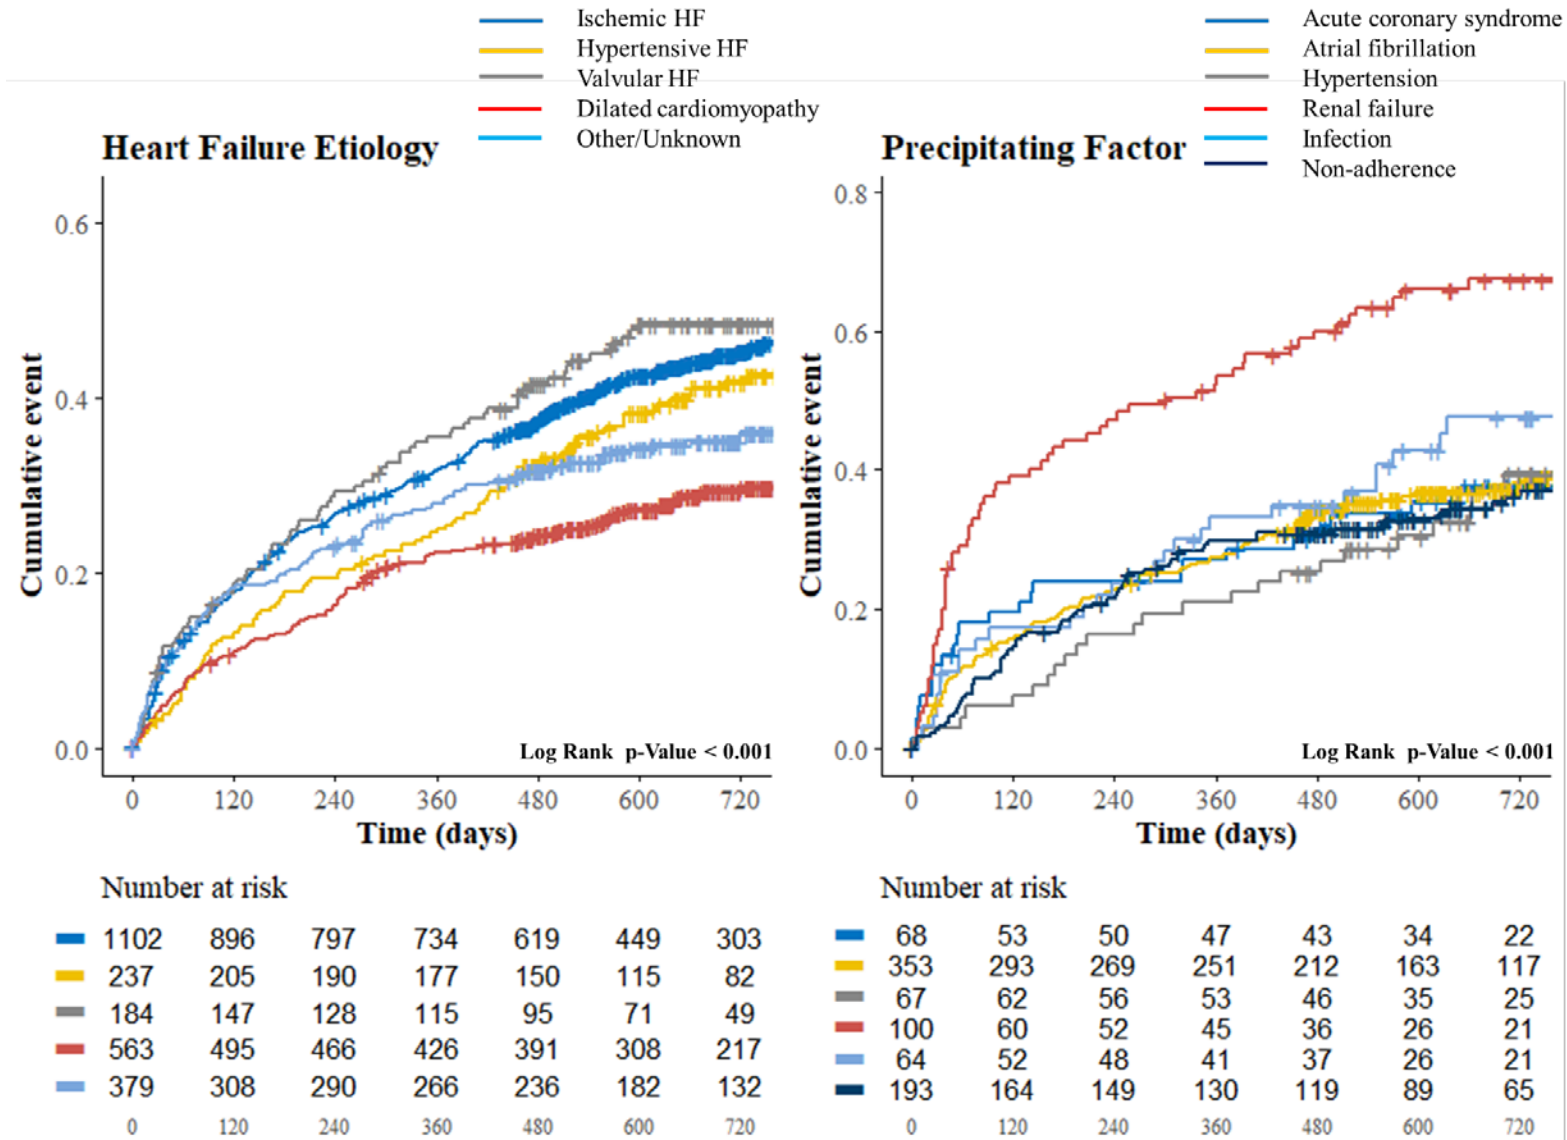 Ischemic HF
Hypertensive HF
Valvular HF
Dilated cardiomyopathy
Other/Unknown
Heart Failure Etiology
0.6
0.4
0.2
0.0
Cumulative event
Log Rank p-Value < 0.001
0 120 240 360 480 600 720
Time (days)
Number at risk
1102 896 797 734 619 449 303
237 205 190 177 150 115 82
184 147 128 115 95 71 49
563 495 466 426 391 308 217
379 308 290 266 236 182 132
0 120 240 360 480 600 720
Acute coronary syndrome
Atrial fibrillation
Hypertension
Renal failure
Infection
Non-adherence
Precipitating Factor
0.8
0.6
0.4
0.2
0.0
Cumulative event
Log Rank p-Value < 0.001
0 120 240 360 480 600 720
Time (days)
Number at risk
68 53 50 47 43 34 22
353 293 269 251 212 163 117
67 62 56 53 46 35 25
100 60 52 45 36 26 21
64 52 48 41 37 26 21
193 164 149 130 119 89 65
0 120 240 360 480 600 720